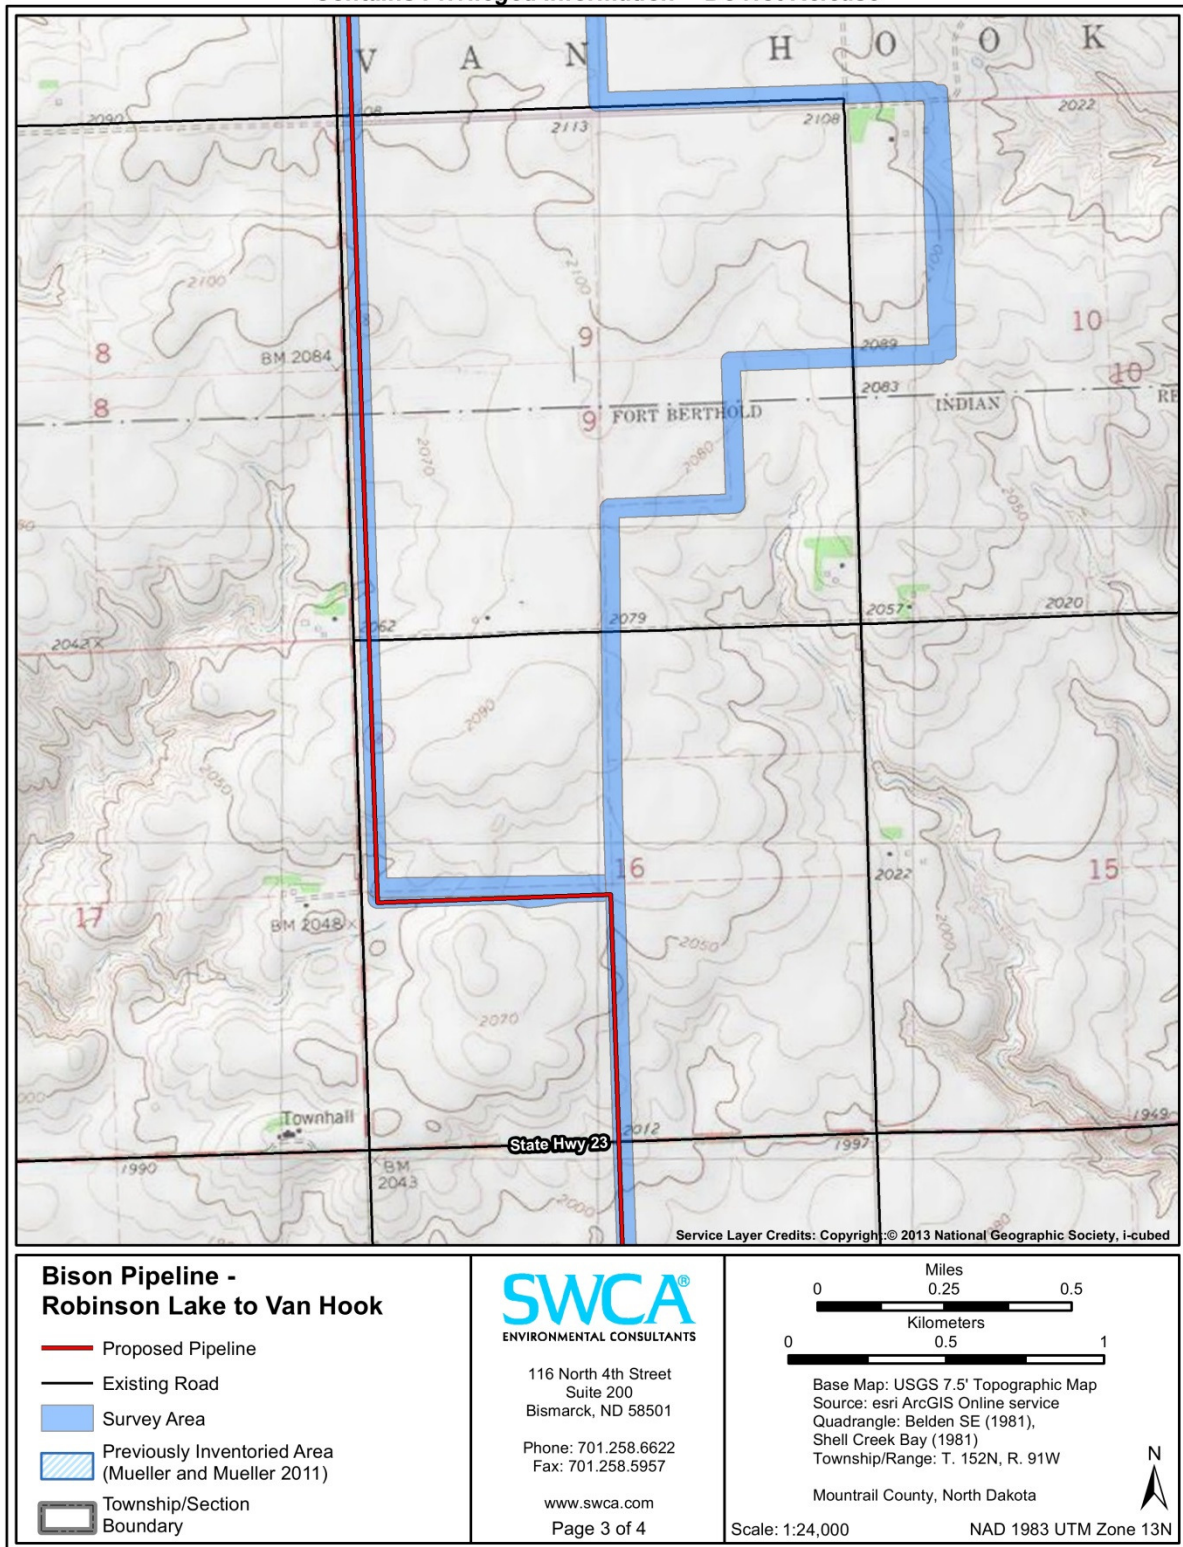 V A N H O O K
2090
2108
2113
2108
2022
2100
2100
2100
8
BM 2084
9
2089
10
8
9
FORT BERTHOLD
2083
INDIAN
10
RE
2070
2080
2050
2042
2062
2079
2057
2020
2090
2050
17
BM 2048
16
2022
15
2050
2000
2070
Townhall
State Hwy 23
2012
1997
1949
1990
BM
2043
2000
Service Layer Credits: Copyright:© 2013 National Geographic Society, i-cubed
Bison Pipeline -
Robinson Lake to Van Hook
Proposed Pipeline
Existing Road
Survey Area
Previously Inventoried Area
(Mueller and Mueller 2011)
Township/Section
Boundary
SWCA®
ENVIRONMENTAL CONSULTANTS
116 North 4th Street
Suite 200
Bismarck, ND 58501
Phone: 701.258.6622
Fax: 701.258.5957
www.swca.com
Page 3 of 4
Miles
0 0.25 0.5
Kilometers
0 0.5 1
Base Map: USGS 7.5' Topographic Map
Source: esri ArcGIS Online service
Quadrangle: Belden SE (1981),
Shell Creek Bay (1981)
Township/Range: T. 152N, R. 91W
Mountrail County, North Dakota
N
Scale: 1:24,000 NAD 1983 UTM Zone 13N